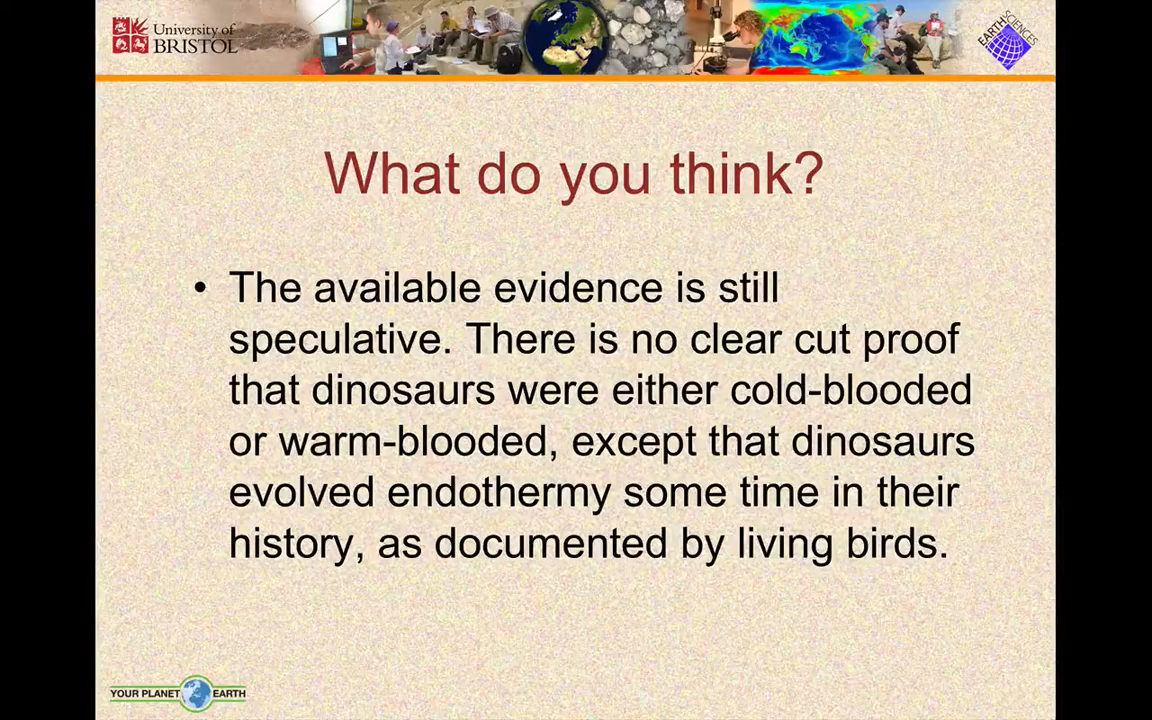 University of
BRISTOL
EARTH SCIENCES
What do you think?
• The available evidence is still
speculative. There is no clear cut proof
that dinosaurs were either cold-blooded
or warm-blooded, except that dinosaurs
evolved endothermy some time in their
history, as documented by living birds.
YOUR PLANET EARTH